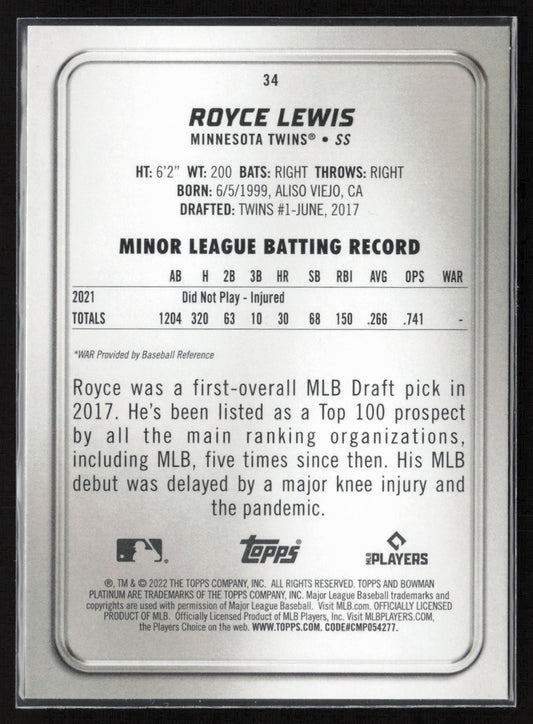 34
ROYCE LEWIS
MINNESOTA TWINS® • SS
HT: 6'2" WT: 200 BATS: RIGHT THROWS: RIGHT
BORN: 6/5/1999, ALISO VIEJO, CA
DRAFTED: TWINS #1-JUNE, 2017
MINOR LEAGUE BATTING RECORD
AB H 2B 3B HR SB RBI AVG OPS WAR
2021 Did Not Play - Injured
TOTALS 1204 320 63 10 30 68 150 .266 .741 -
*WAR Provided by Baseball Reference
Royce was a first-overall MLB Draft pick in
2017. He's been listed as a Top 100 prospect
by all the main ranking organizations,
including MLB, five times since then. His MLB
debut was delayed by a major knee injury and
the pandemic.
Topps
MLB PLAYERS
®, TM & © 2022 THE TOPPS COMPANY, INC. ALL RIGHTS RESERVED. TOPPS AND BOWMAN
PLATINUM ARE TRADEMARKS OF THE TOPPS COMPANY, INC. Major League Baseball trademarks and
copyrights are used with permission of Major League Baseball. Visit MLB.com. OFFICIALLY LICENSED
PRODUCT OF MLB. Officially Licensed Product of MLB Players, Inc. Visit MLBPLAYERS.COM,
the Players Choice on the web. WWW.TOPPS.COM. CODE#CMP054277.